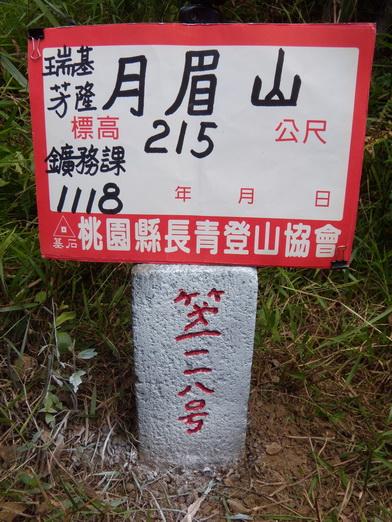 瑞基
芳隆 月眉山
標高 215 公尺
鑛務課
1118 年 月 日
基石 桃園縣長青登山協會
第一二八号